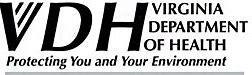 VDH VIRGINIA
DEPARTMENT
OF HEALTH
Protecting You and Your Environment